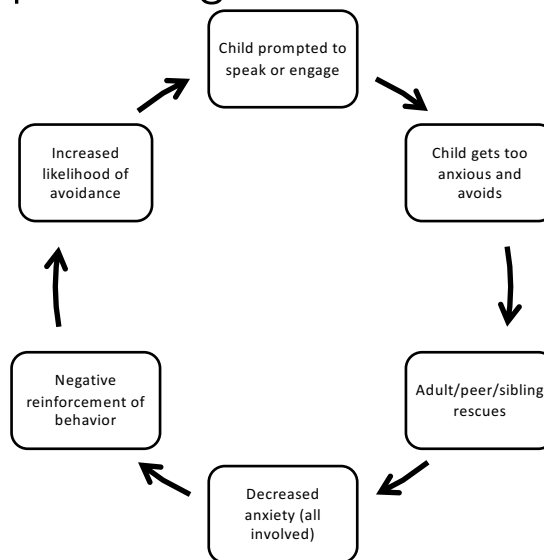 Child prompted to
speak or engage
Child gets too
anxious and
avoids
Adult/peer/sibling
rescues
Decreased
anxiety (all
involved)
Negative
reinforcement of
behavior
Increased
likelihood of
avoidance